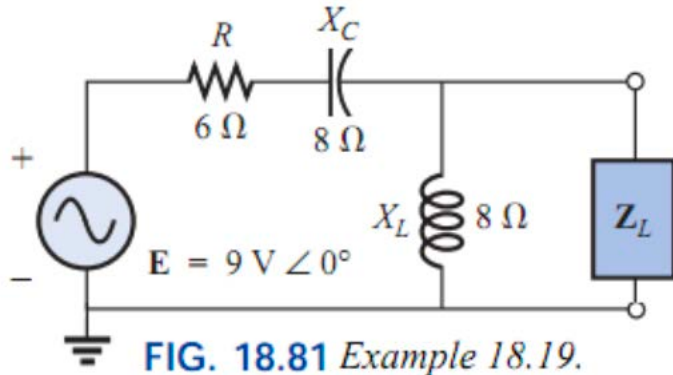 R
X_C
6 Ω
8 Ω
+
X_L 8 Ω
Z_L
E = 9 V ∠ 0°
–
FIG. 18.81 Example 18.19.